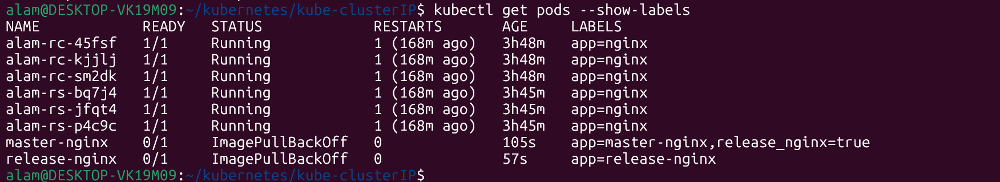 alam@DESKTOP-VK19M09:~/kubernetes/kube-clusterIP$ kubectl get pods --show-labels
NAME            READY   STATUS             RESTARTS       AGE     LABELS
alam-rc-45fsf   1/1     Running            1 (168m ago)   3h48m   app=nginx
alam-rc-kjjlj   1/1     Running            1 (168m ago)   3h48m   app=nginx
alam-rc-sm2dk   1/1     Running            1 (168m ago)   3h48m   app=nginx
alam-rs-bq7j4   1/1     Running            1 (168m ago)   3h45m   app=nginx
alam-rs-jfqt4   1/1     Running            1 (168m ago)   3h45m   app=nginx
alam-rs-p4c9c   1/1     Running            1 (168m ago)   3h45m   app=nginx
master-nginx    0/1     ImagePullBackOff   0              105s    app=master-nginx,release_nginx=true
release-nginx   0/1     ImagePullBackOff   0              57s     app=release-nginx
alam@DESKTOP-VK19M09:~/kubernetes/kube-clusterIP$